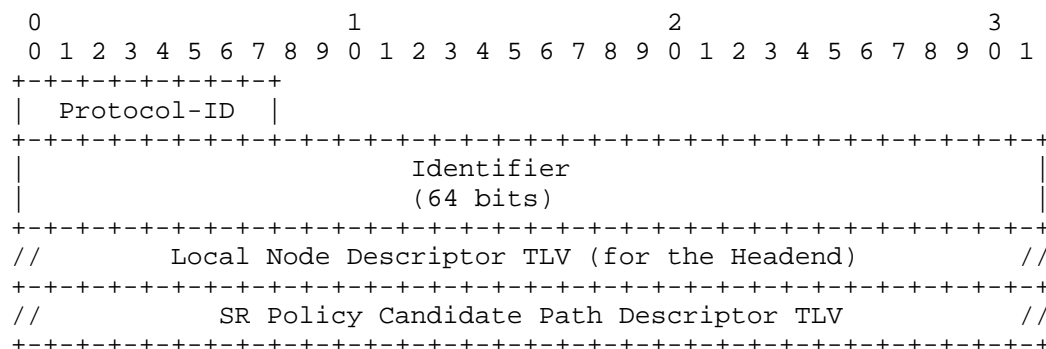 0                   1                   2                   3
 0 1 2 3 4 5 6 7 8 9 0 1 2 3 4 5 6 7 8 9 0 1 2 3 4 5 6 7 8 9 0 1
+-+-+-+-+-+-+-+-+
|  Protocol-ID  |
+-+-+-+-+-+-+-+-+-+-+-+-+-+-+-+-+-+-+-+-+-+-+-+-+-+-+-+-+-+-+-+-+
|                        Identifier                             |
|                        (64 bits)                              |
+-+-+-+-+-+-+-+-+-+-+-+-+-+-+-+-+-+-+-+-+-+-+-+-+-+-+-+-+-+-+-+-+
//        Local Node Descriptor TLV (for the Headend)          //
+-+-+-+-+-+-+-+-+-+-+-+-+-+-+-+-+-+-+-+-+-+-+-+-+-+-+-+-+-+-+-+-+
//           SR Policy Candidate Path Descriptor TLV           //
+-+-+-+-+-+-+-+-+-+-+-+-+-+-+-+-+-+-+-+-+-+-+-+-+-+-+-+-+-+-+-+-+